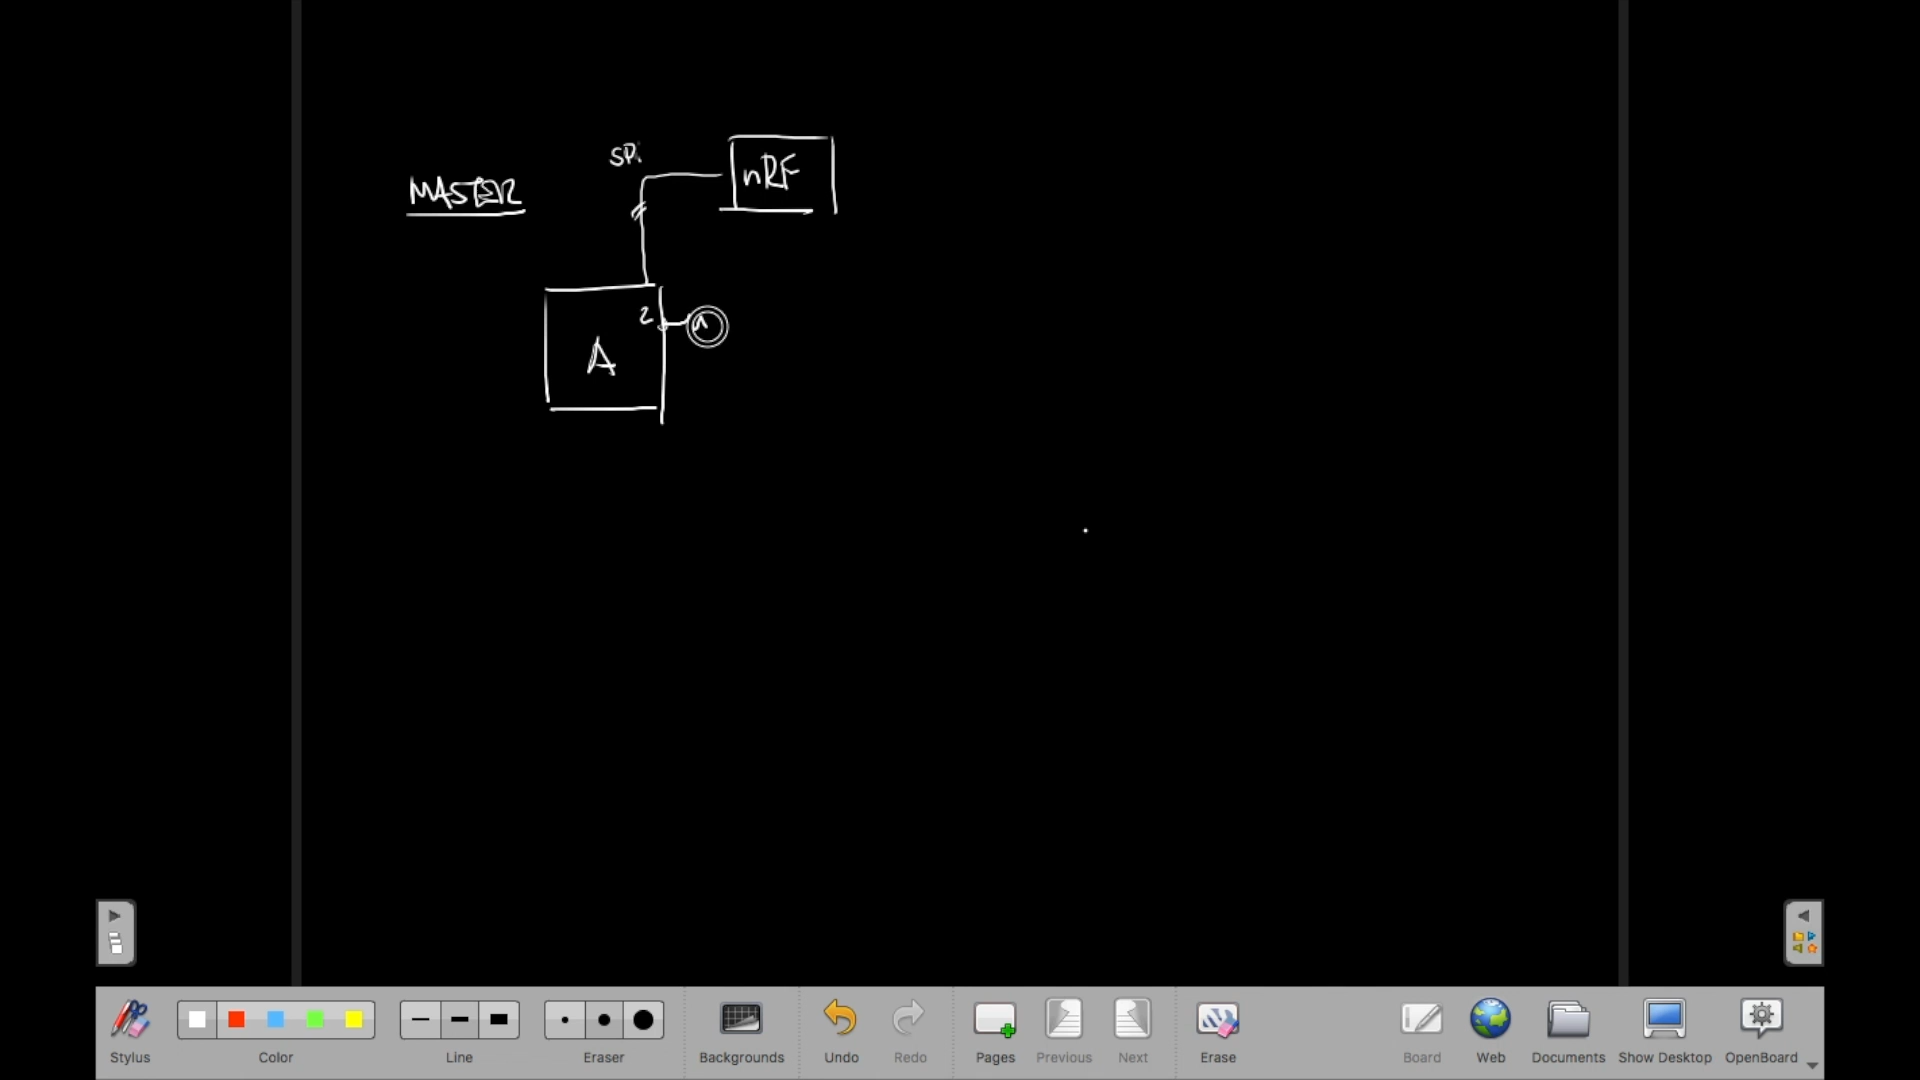 SPI
nRF
MASTER
2
A
Stylus
Color
Line
Eraser
Backgrounds
Undo
Redo
Pages
Previous
Next
Erase
Board
Web
Documents
Show Desktop
OpenBoard